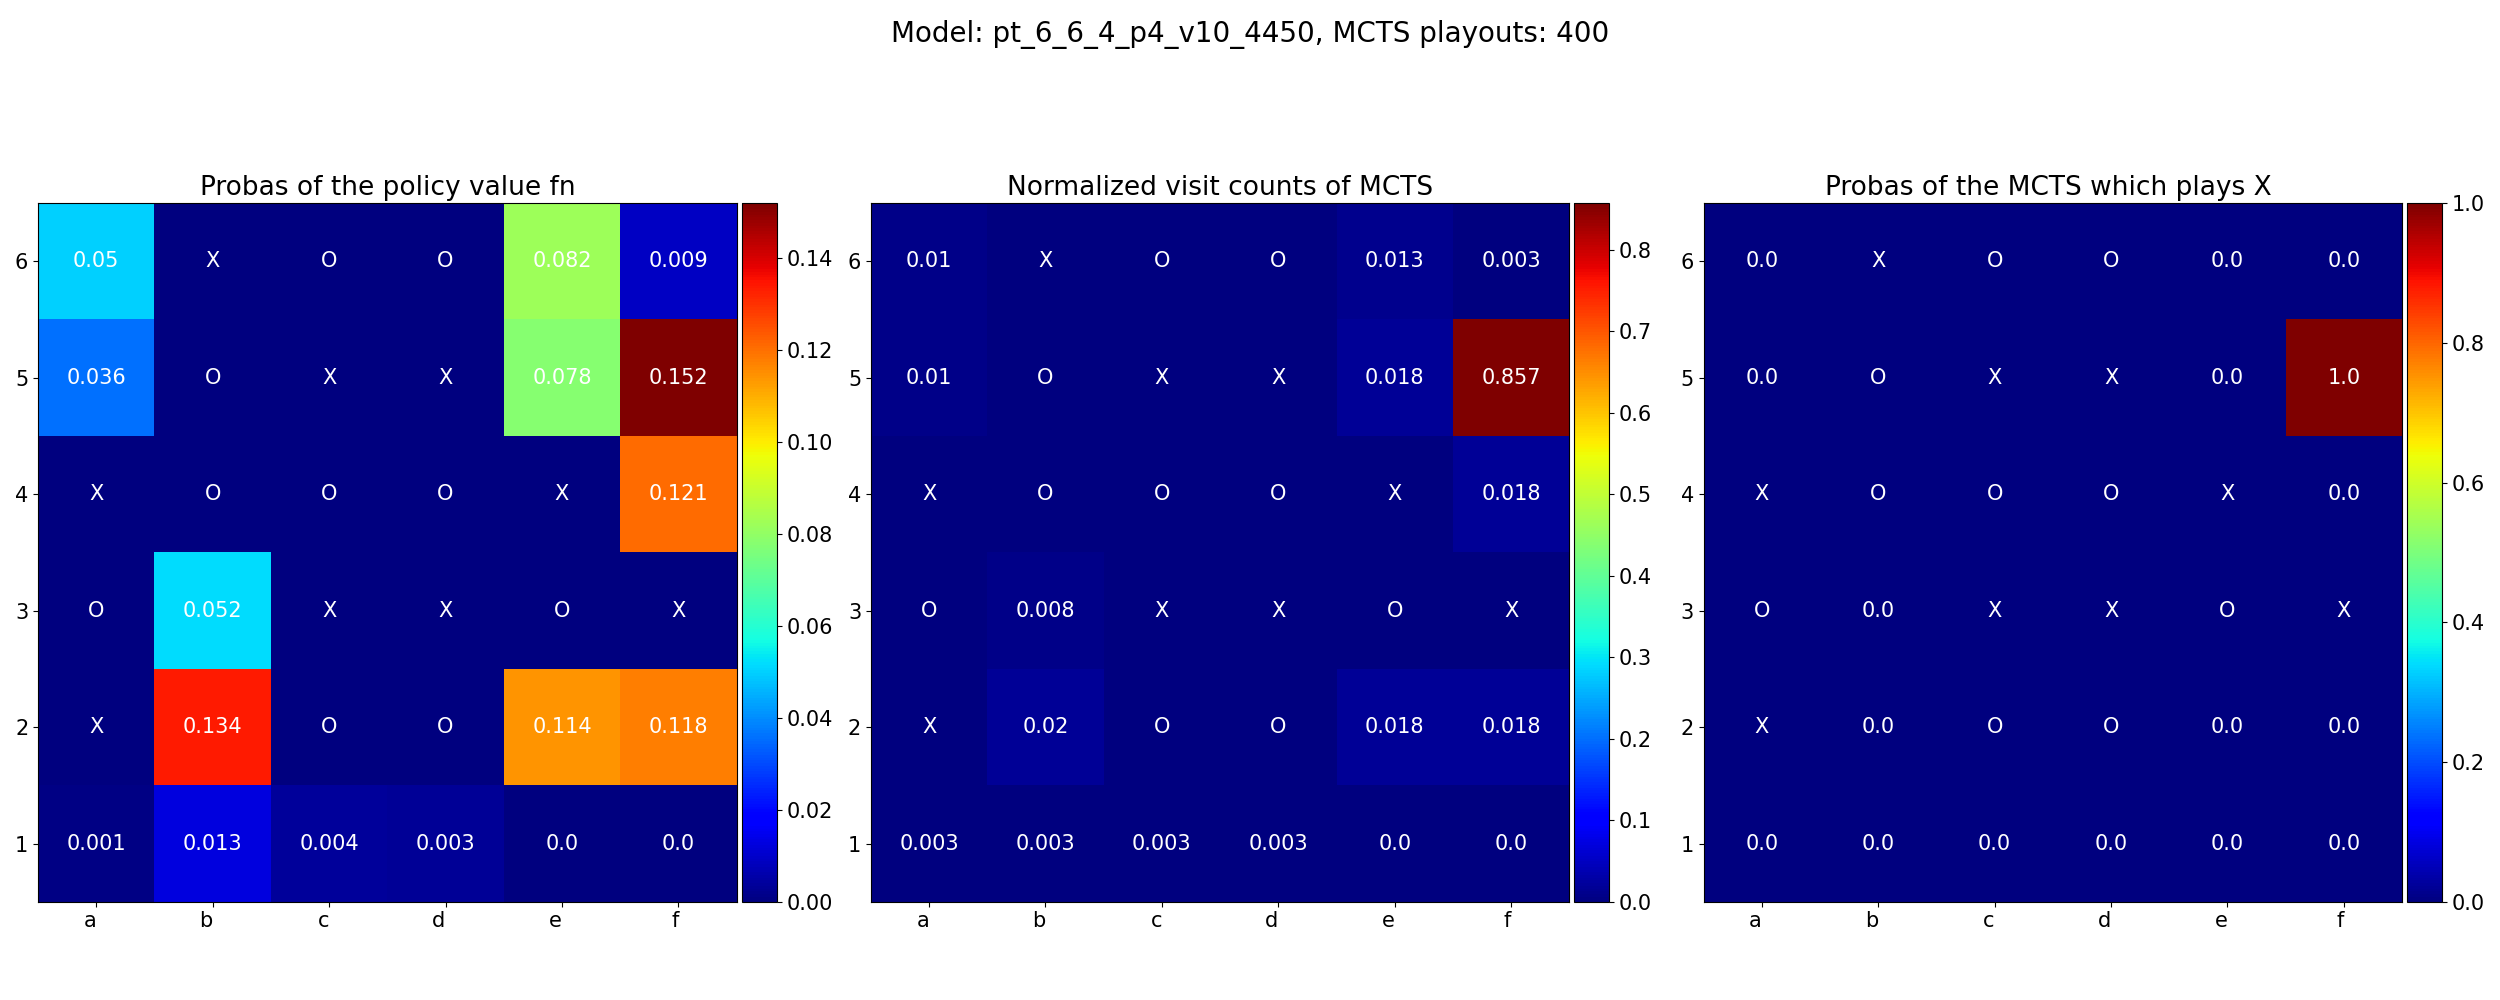 Model: pt_6_6_4_p4_v10_4450, MCTS playouts: 400
Probas of the policy value fn
6 0.05 X O O 0.082 0.009
5 0.036 O X X 0.078 0.152
4 X O O O X 0.121
3 O 0.052 X X O X
2 X 0.134 O O 0.114 0.118
1 0.001 0.013 0.004 0.003 0.0 0.0
a b c d e f
0.14
0.12
0.10
0.08
0.06
0.04
0.02
0.00
Normalized visit counts of MCTS
6 0.01 X O O 0.013 0.003
5 0.01 O X X 0.018 0.857
4 X O O O X 0.018
3 O 0.008 X X O X
2 X 0.02 O O 0.018 0.018
1 0.003 0.003 0.003 0.003 0.0 0.0
a b c d e f
0.8
0.7
0.6
0.5
0.4
0.3
0.2
0.1
0.0
Probas of the MCTS which plays X
6 0.0 X O O 0.0 0.0
5 0.0 O X X 0.0 1.0
4 X O O O X 0.0
3 O 0.0 X X O X
2 X 0.0 O O 0.0 0.0
1 0.0 0.0 0.0 0.0 0.0 0.0
a b c d e f
1.0
0.8
0.6
0.4
0.2
0.0